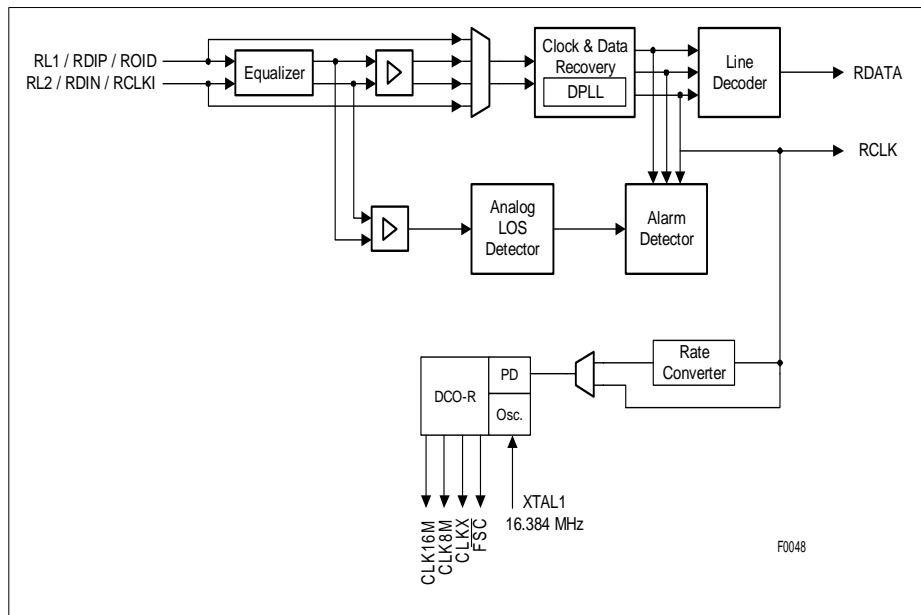 RL1 / RDIP / ROID
RL2 / RDIN / RCLKI
Equalizer
Clock & Data
Recovery
DPLL
Line
Decoder
RDATA
RCLK
Analog
LOS
Detector
Alarm
Detector
DCO-R
PD
Osc.
Rate
Converter
CLK16M
CLK8M
CLKX
FSC
XTAL1
16.384 MHz
F0048